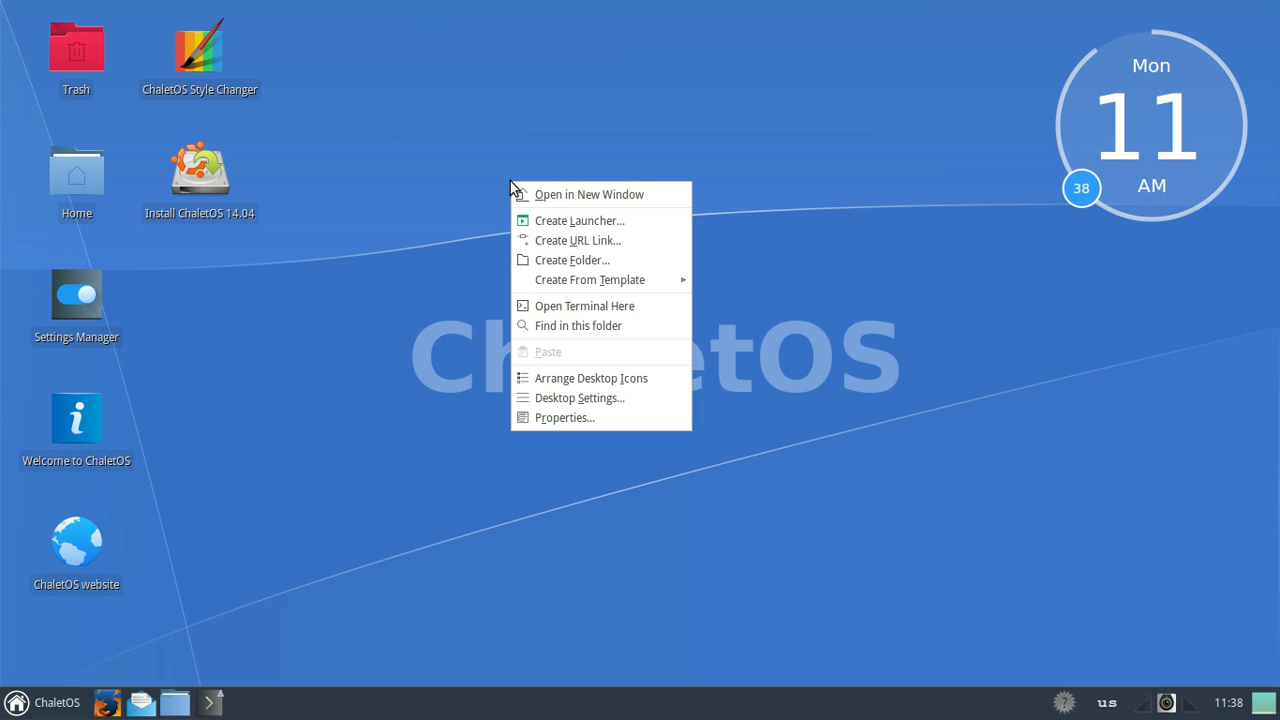 Trash
ChaletOS Style Changer
Home
Install ChaletOS 14.04
Settings Manager
Welcome to ChaletOS
ChaletOS website
Mon
11
38
AM
Open in New Window
Create Launcher...
Create URL Link...
Create Folder...
Create From Template
Open Terminal Here
Find in this folder
Paste
Arrange Desktop Icons
Desktop Settings...
Properties...
Ch etOS
ChaletOS
us
11:38